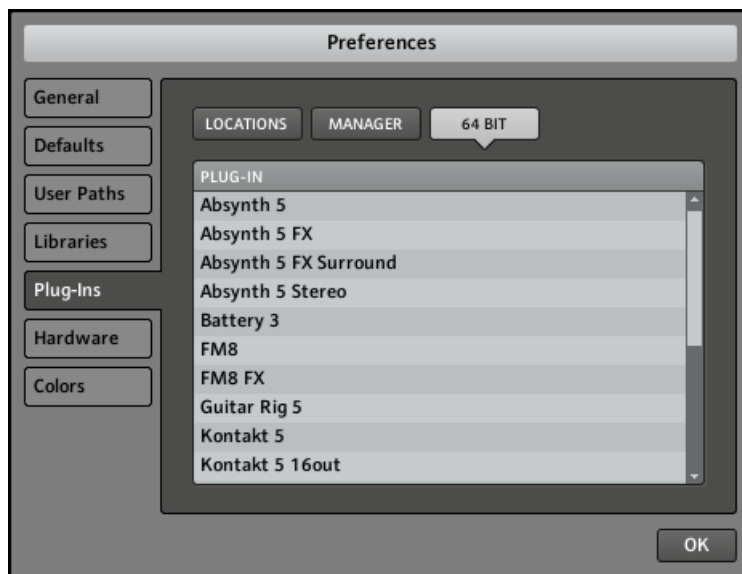 Preferences
General
Defaults
User Paths
Libraries
Plug-Ins
Hardware
Colors
LOCATIONS MANAGER 64 BIT
PLUG-IN
Absynth 5
Absynth 5 FX
Absynth 5 FX Surround
Absynth 5 Stereo
Battery 3
FM8
FM8 FX
Guitar Rig 5
Kontakt 5
Kontakt 5 16out
OK